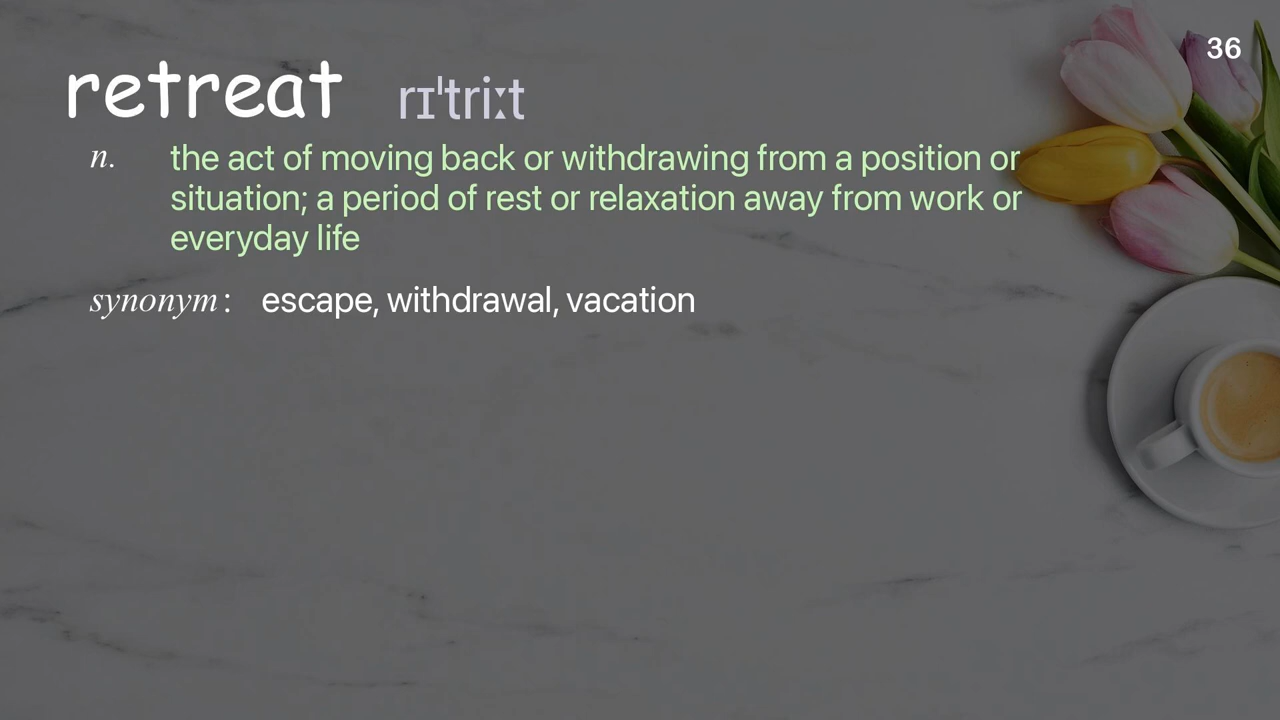 36
retreat rɪˈtriːt
n. the act of moving back or withdrawing from a position or
situation; a period of rest or relaxation away from work or
everyday life
synonym: escape, withdrawal, vacation